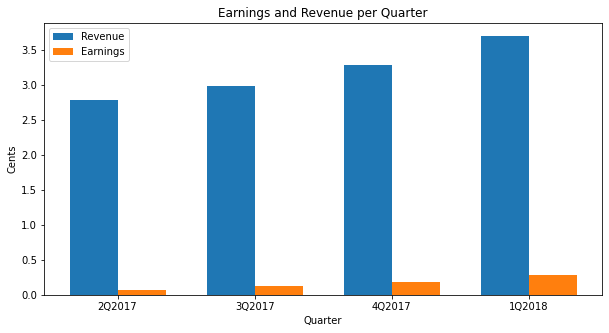 Earnings and Revenue per Quarter
Revenue
Earnings
3.5
3.0
2.5
2.0
1.5
1.0
0.5
0.0
Cents
2Q2017 3Q2017 4Q2017 1Q2018
Quarter